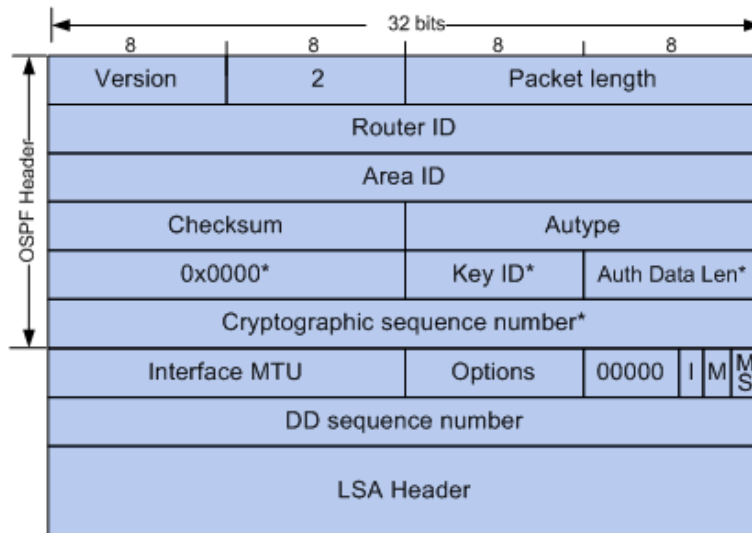 32 bits
8 8 8 8
Version 2 Packet length
Router ID
Area ID
Checksum Autype
0x0000* Key ID* Auth Data Len*
Cryptographic sequence number*
OSPF Header
Interface MTU Options 00000 I M M
S
DD sequence number
LSA Header